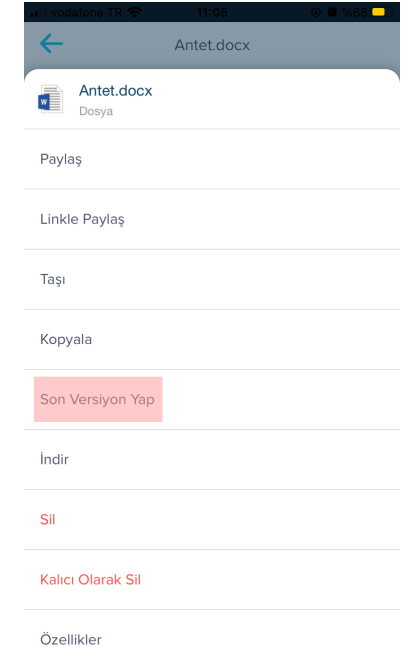 vodafone TR 11:05 %68
Antet.docx
W
Antet.docx
Dosya
Paylaş
Linkle Paylaş
Taşı
Kopyala
Son Versiyon Yap
İndir
Sil
Kalıcı Olarak Sil
Özellikler